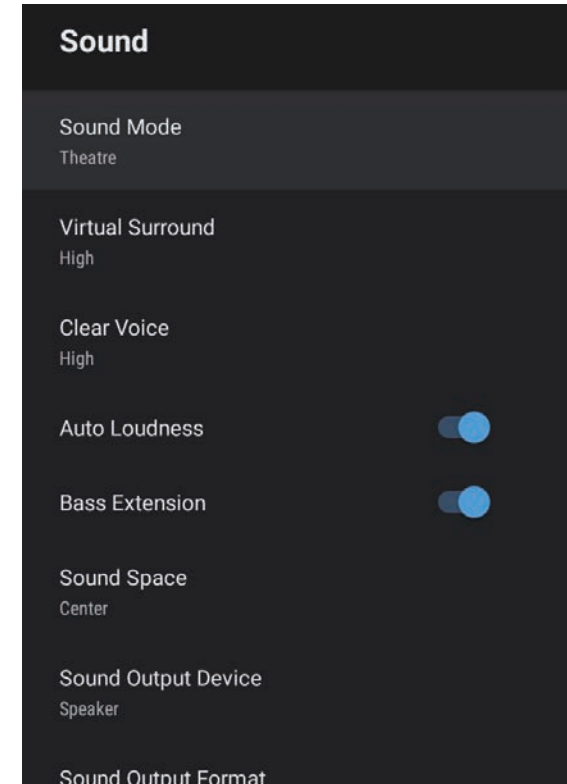 Sound
Sound Mode
Theatre
Virtual Surround
High
Clear Voice
High
Auto Loudness
Bass Extension
Sound Space
Center
Sound Output Device
Speaker
Sound Output Format